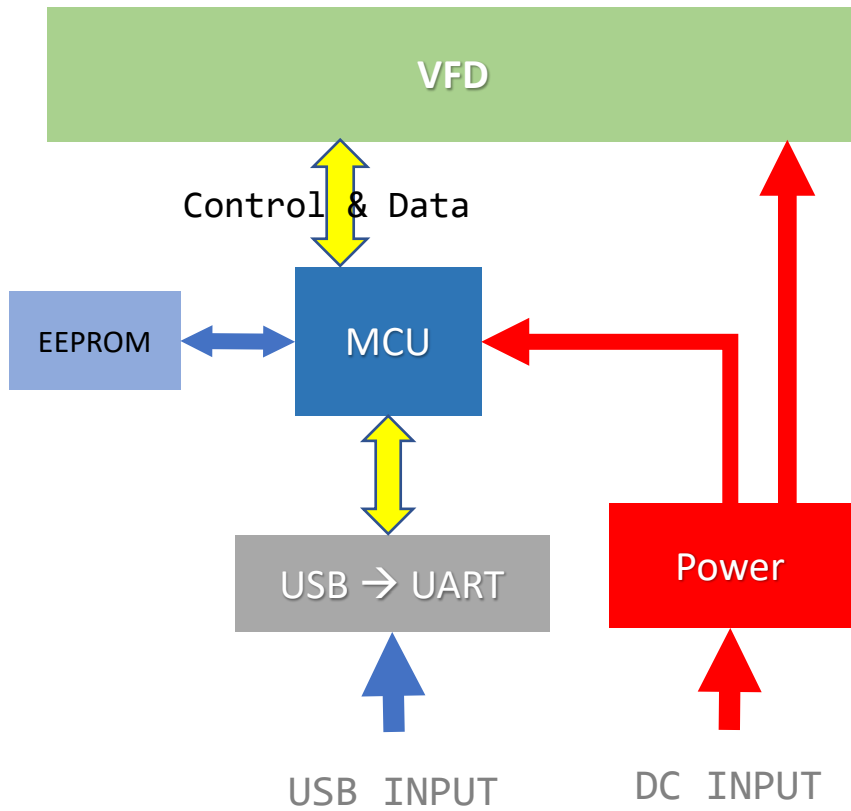 VFD
Control & Data
EEPROM
MCU
USB → UART
Power
USB INPUT
DC INPUT